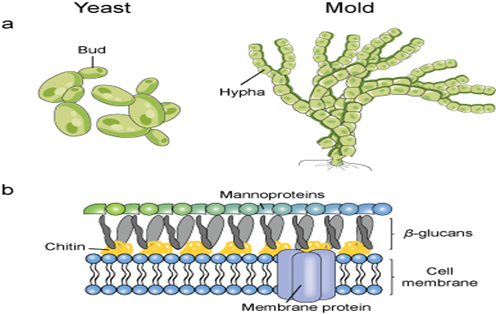 Yeast
Mold
a
Bud
Hypha
b
Mannoproteins
Chitin
β-glucans
Cell
membrane
Membrane protein